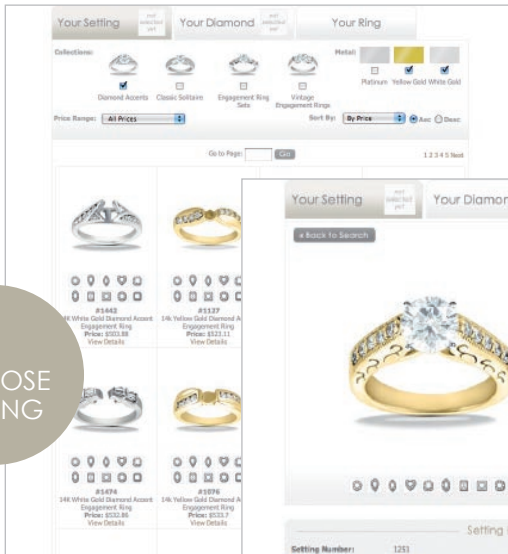 Your Setting
not selected yet
Your Diamond
not selected yet
Your Ring
Collections:
Diamond Accents
Classic Solitaire
Engagement Ring Sets
Vintage Engagement Rings
Metal:
Platinum
Yellow Gold
White Gold
Price Range:
All Prices
Sort By:
By Price
Asc
Desc
Go to Page:
Go
1 2 3 4 5 Next
#1442
14K White Gold Diamond Accent
Engagement Ring
Price: $503.88
View Details
#1137
14k Yellow Gold Diamond A
Engagement Ring
Price: $523.11
View Details
OSE
NG
#1474
14K White Gold Diamond Accent
Engagement Ring
Price: $532.86
View Details
#1076
14k Yellow Gold Diamond A
Engagement Ring
Price: $533.7
View Details
Your Setting
not selected yet
Your Diamon
Back to Search
Setting
Setting Number:
1251